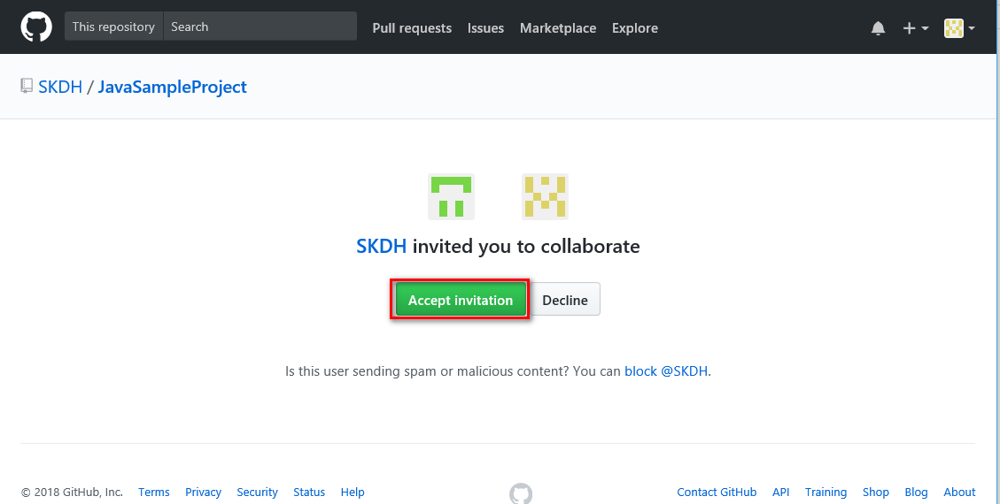 This repository Search Pull requests Issues Marketplace Explore
SKDH / JavaSampleProject
SKDH invited you to collaborate
Accept invitation Decline
Is this user sending spam or malicious content? You can block @SKDH.
© 2018 GitHub, Inc. Terms Privacy Security Status Help Contact GitHub API Training Shop Blog About